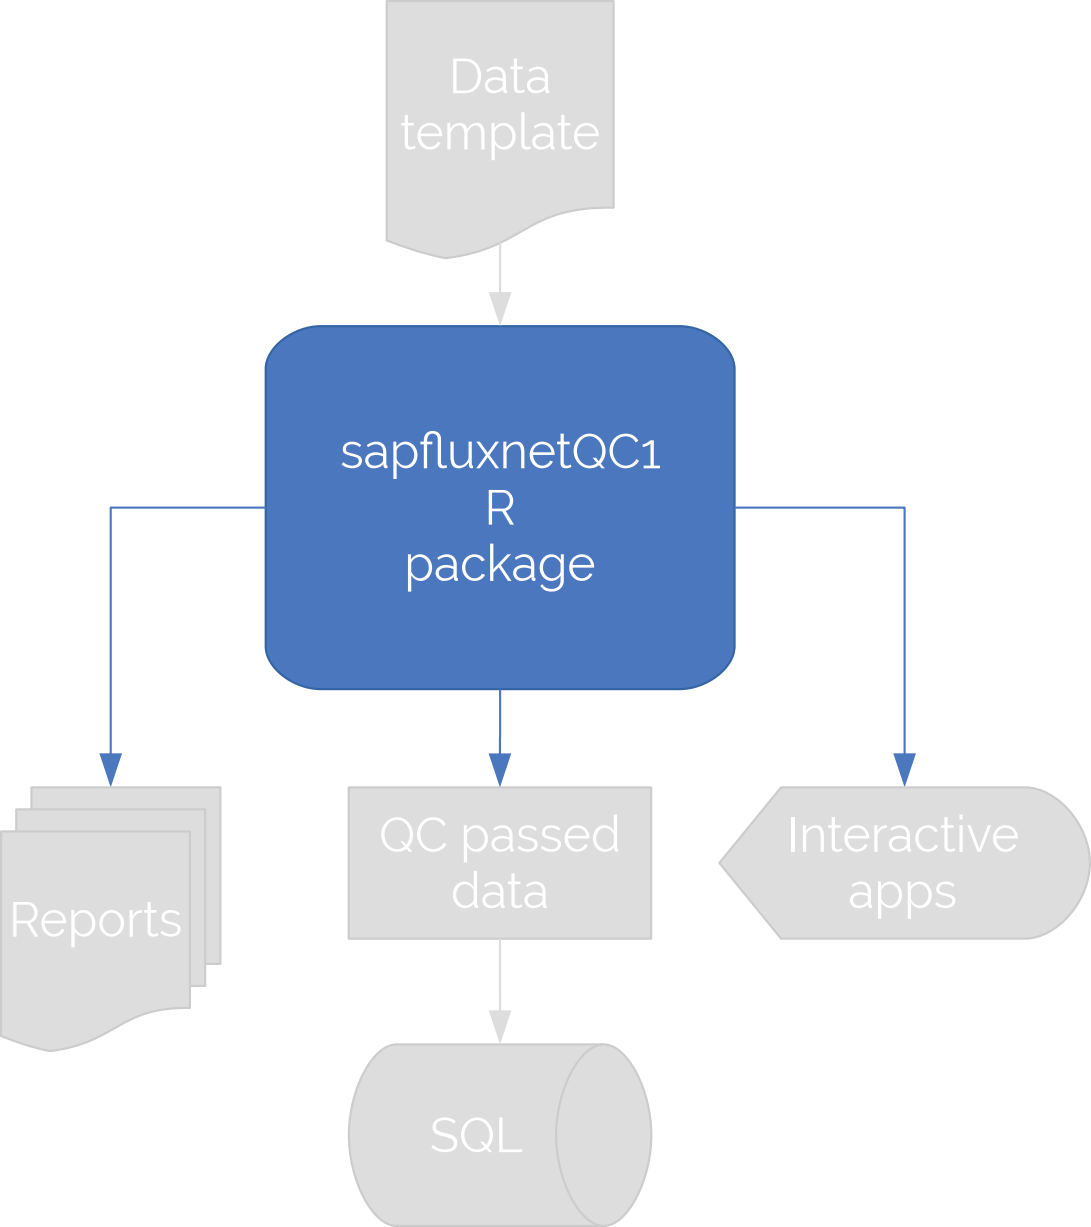 Data
template
sapfluxnetQC1
R
package
Reports
QC passed
data
Interactive
apps
SQL